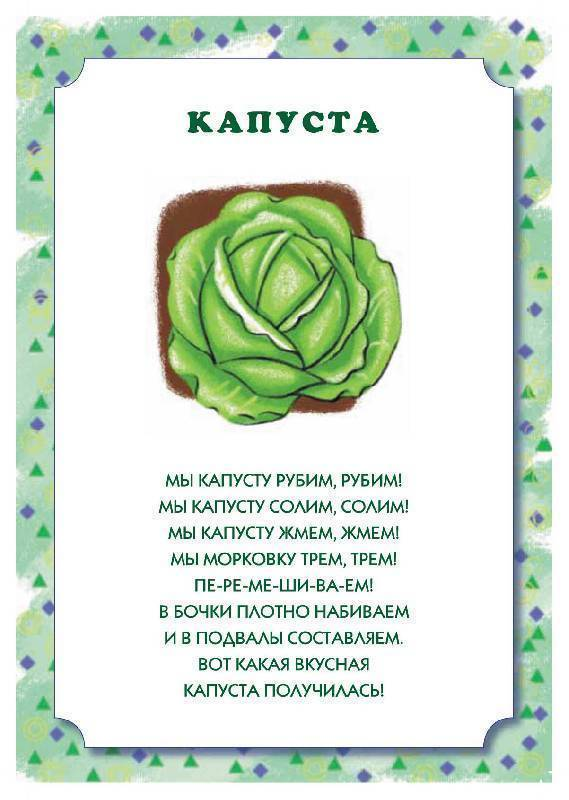 КАПУСТА
МЫ КАПУСТУ РУБИМ, РУБИМ!
МЫ КАПУСТУ СОЛИМ, СОЛИМ!
МЫ КАПУСТУ ЖМЕМ, ЖМЕМ!
МЫ МОРКОВКУ ТРЕМ, ТРЕМ!
ПЕ-РЕ-МЕ-ШИ-ВА-ЕМ!
В БОЧКИ ПЛОТНО НАБИВАЕМ
И В ПОДВАЛЫ СОСТАВЛЯЕМ.
ВОТ КАКАЯ ВКУСНАЯ
КАПУСТА ПОЛУЧИЛАСЬ!